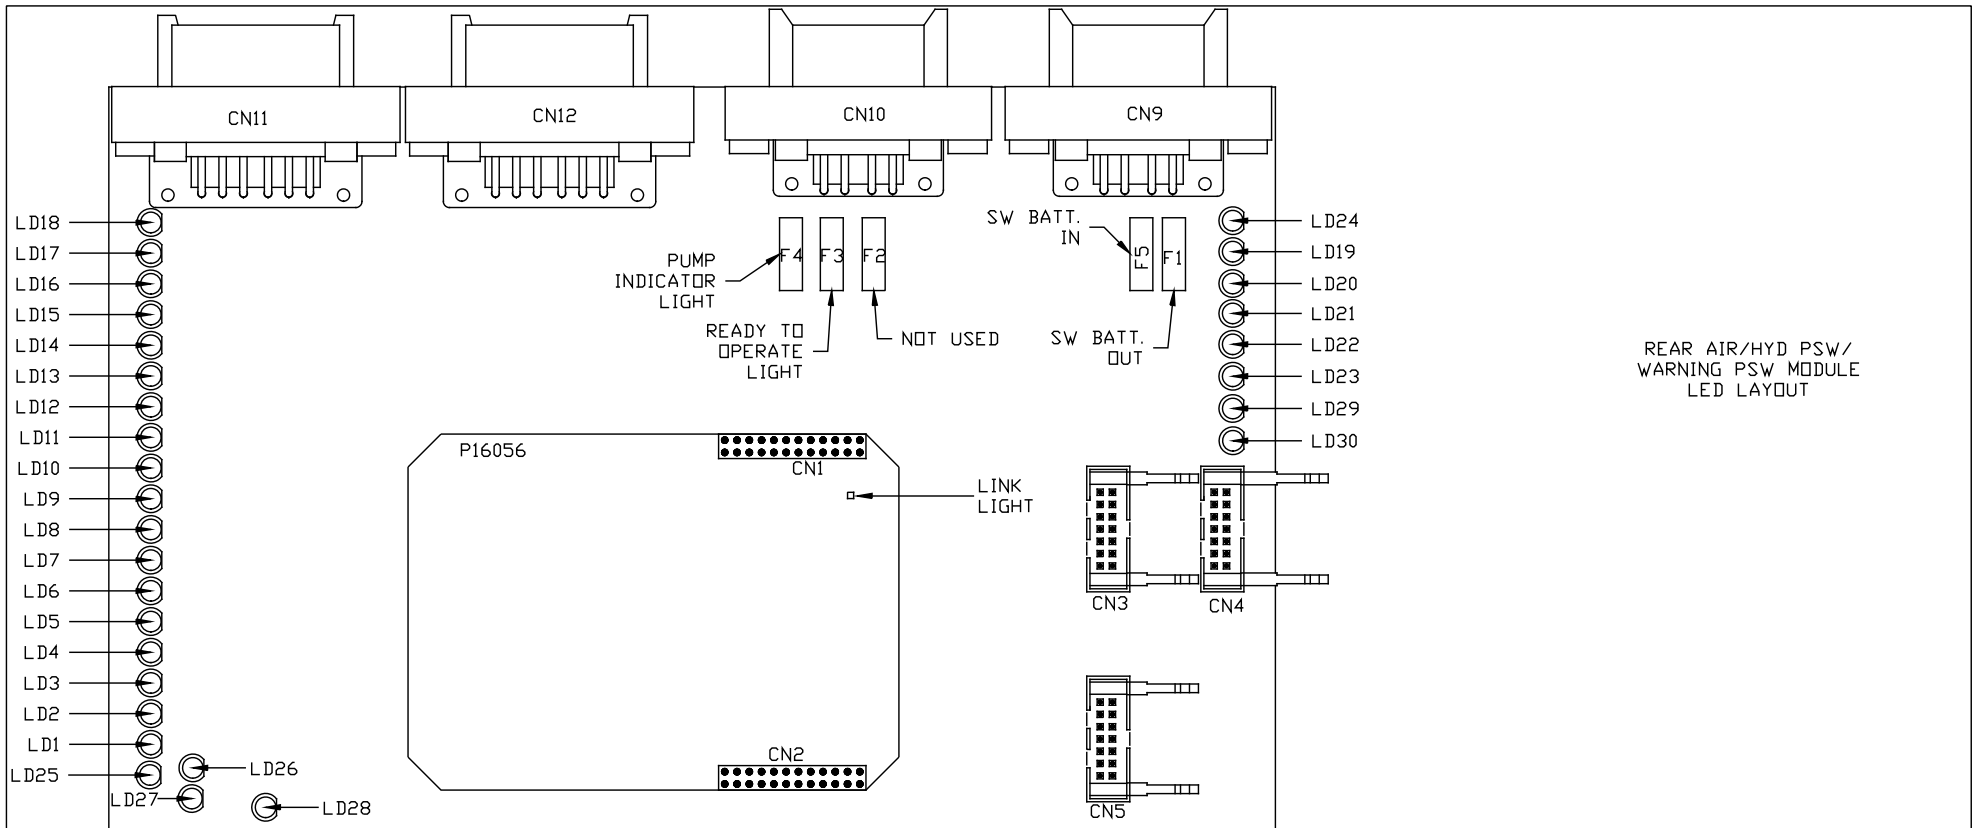 CN11
CN12
CN10
CN9
LD18
LD17
LD16
LD15
LD14
LD13
LD12
LD11
LD10
LD9
LD8
LD7
LD6
LD5
LD4
LD3
LD2
LD1
LD25
LD26
LD27
LD28
PUMP
INDICATOR
LIGHT
F4
F3
F2
READY TO
OPERATE
LIGHT
NOT USED
SW BATT.
IN
F5
F1
SW BATT.
OUT
LD24
LD19
LD20
LD21
LD22
LD23
LD29
LD30
P16056
CN1
LINK
LIGHT
CN2
CN3
CN4
CN5
REAR AIR/HYD PSW/
WARNING PSW MODULE
LED LAYOUT